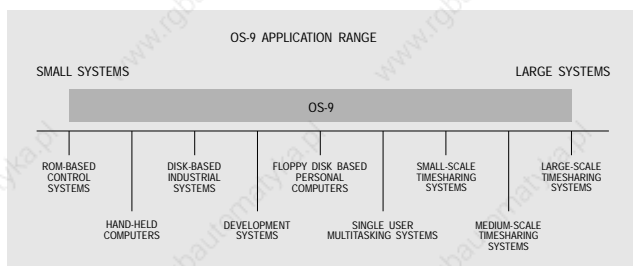 OS-9 APPLICATION RANGE
SMALL SYSTEMS
LARGE SYSTEMS
OS-9
ROM-BASED
CONTROL
SYSTEMS
HAND-HELD
COMPUTERS
DISK-BASED
INDUSTRIAL
SYSTEMS
DEVELOPMENT
SYSTEMS
FLOPPY DISK BASED
PERSONAL
COMPUTERS
SINGLE USER
MULTITASKING SYSTEMS
SMALL-SCALE
TIMESHARING
SYSTEMS
MEDIUM-SCALE
TIMESHARING
SYSTEMS
LARGE-SCALE
TIMESHARING
SYSTEMS